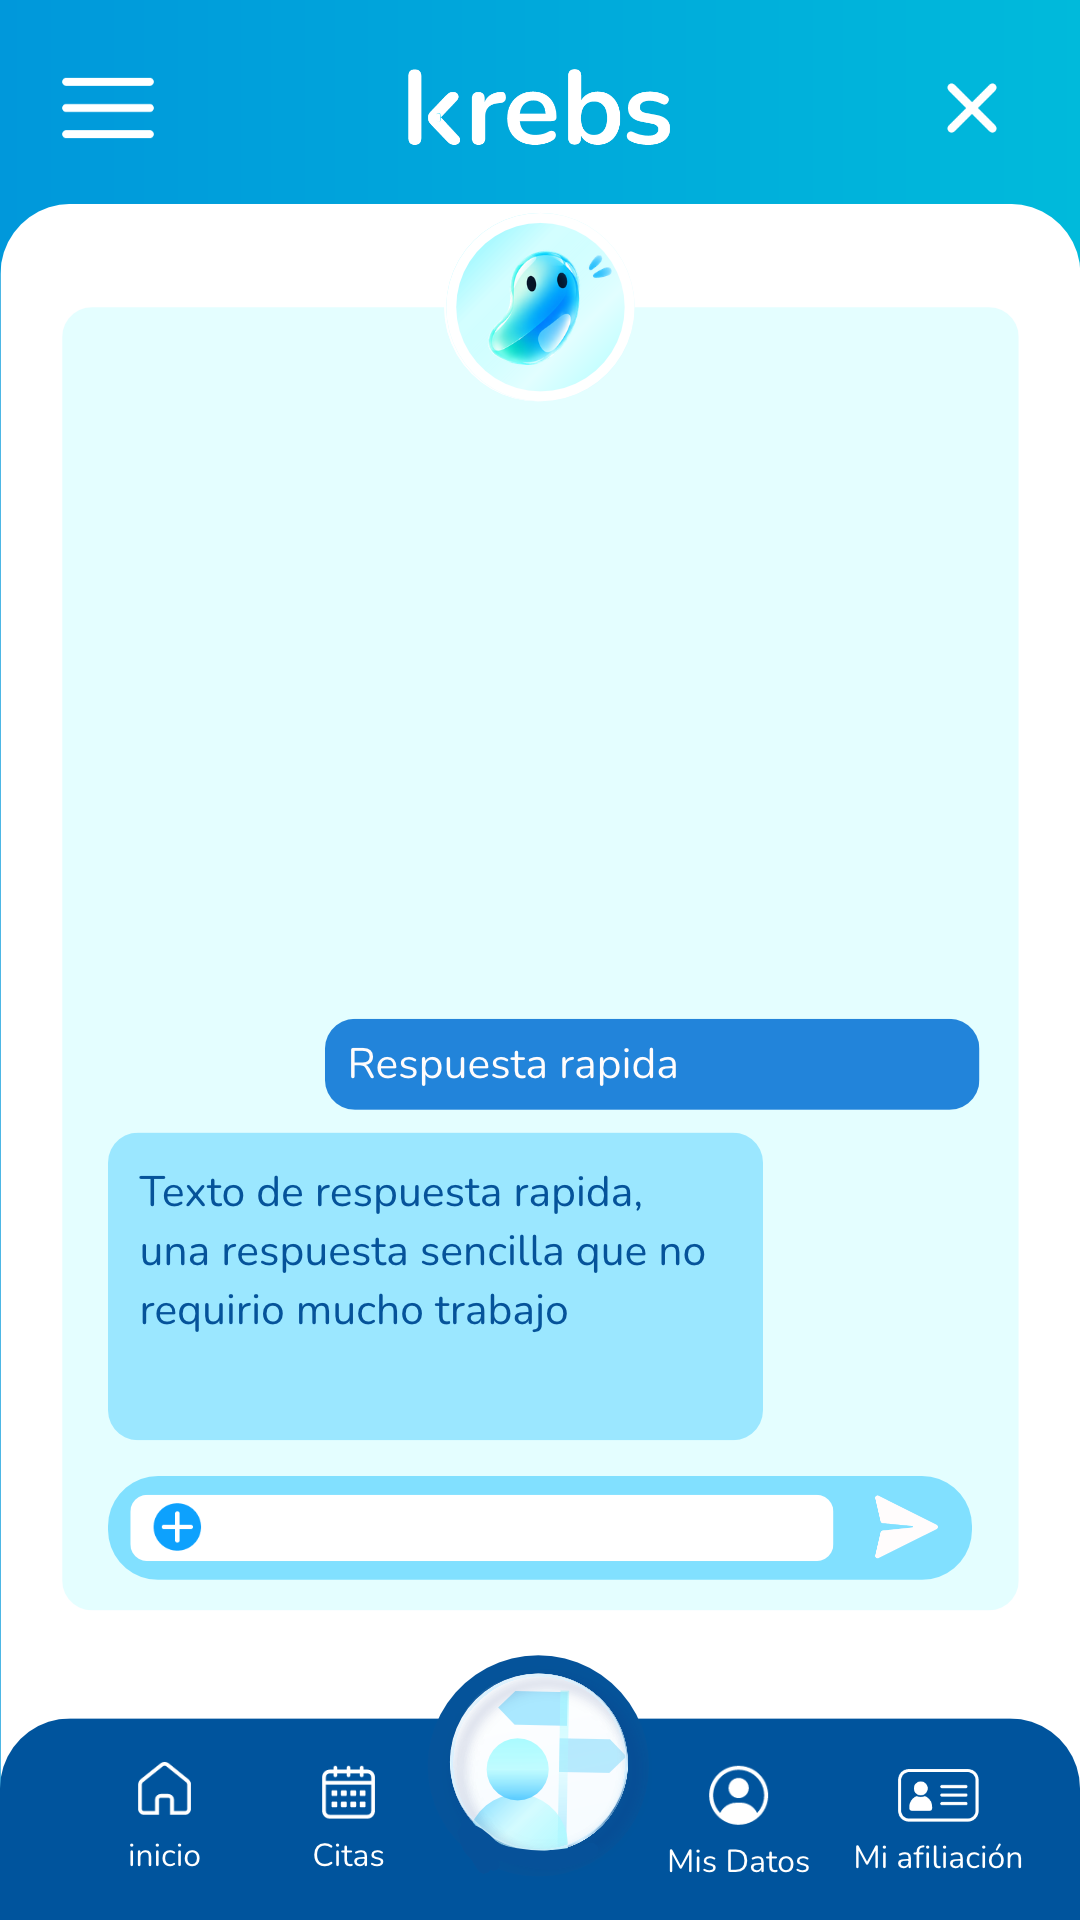 krebs
Respuesta rapida
Texto de respuesta rapida,
una respuesta sencilla que no
requirio mucho trabajo
inicio
Citas
Mis Datos
Mi afiliación